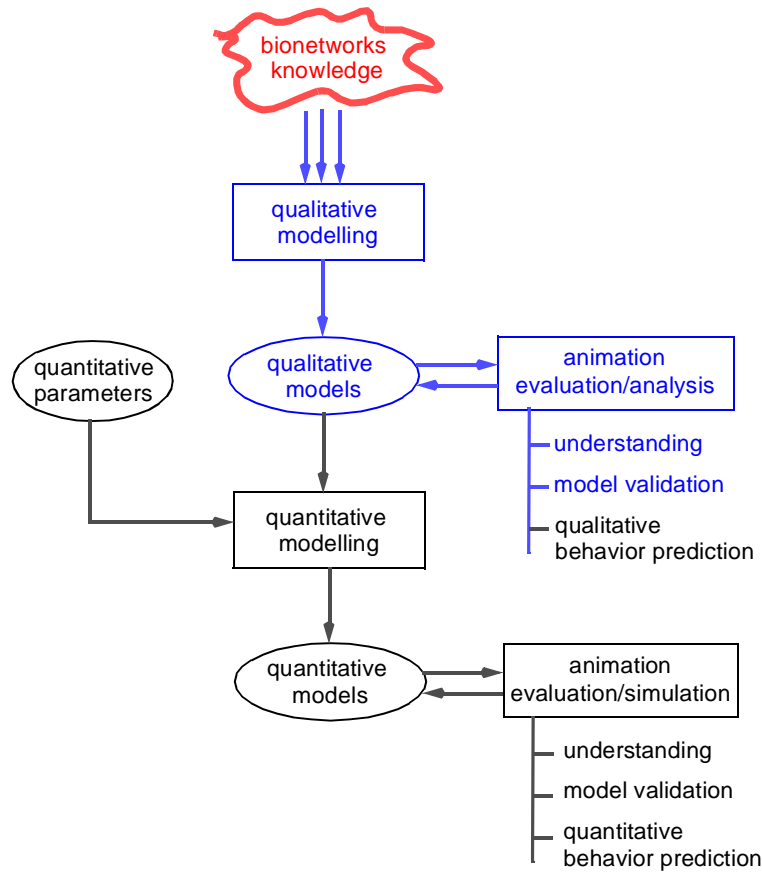 bionetworks
knowledge
qualitative
modelling
quantitative
parameters
qualitative
models
animation
evaluation/analysis
understanding
model validation
qualitative
behavior prediction
quantitative
modelling
quantitative
models
animation
evaluation/simulation
understanding
model validation
quantitative
behavior prediction